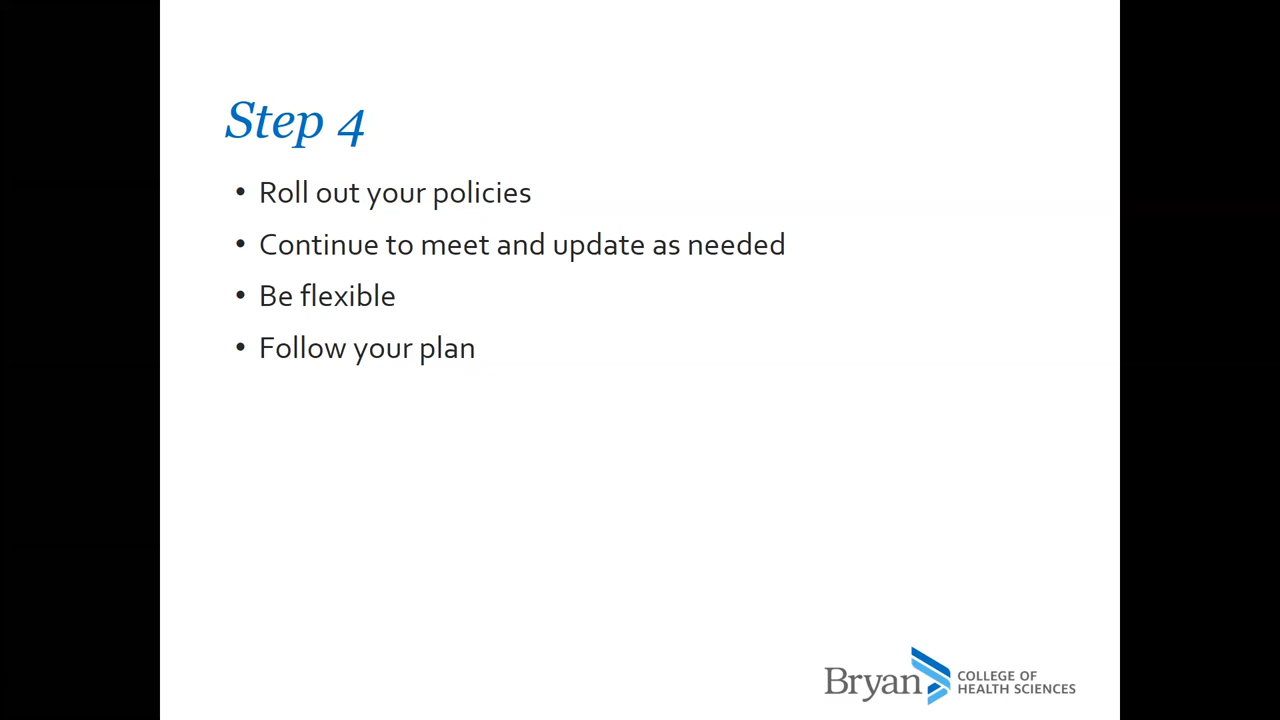 Step 4
• Roll out your policies
• Continue to meet and update as needed
• Be flexible
• Follow your plan
Bryan
COLLEGE OF
HEALTH SCIENCES